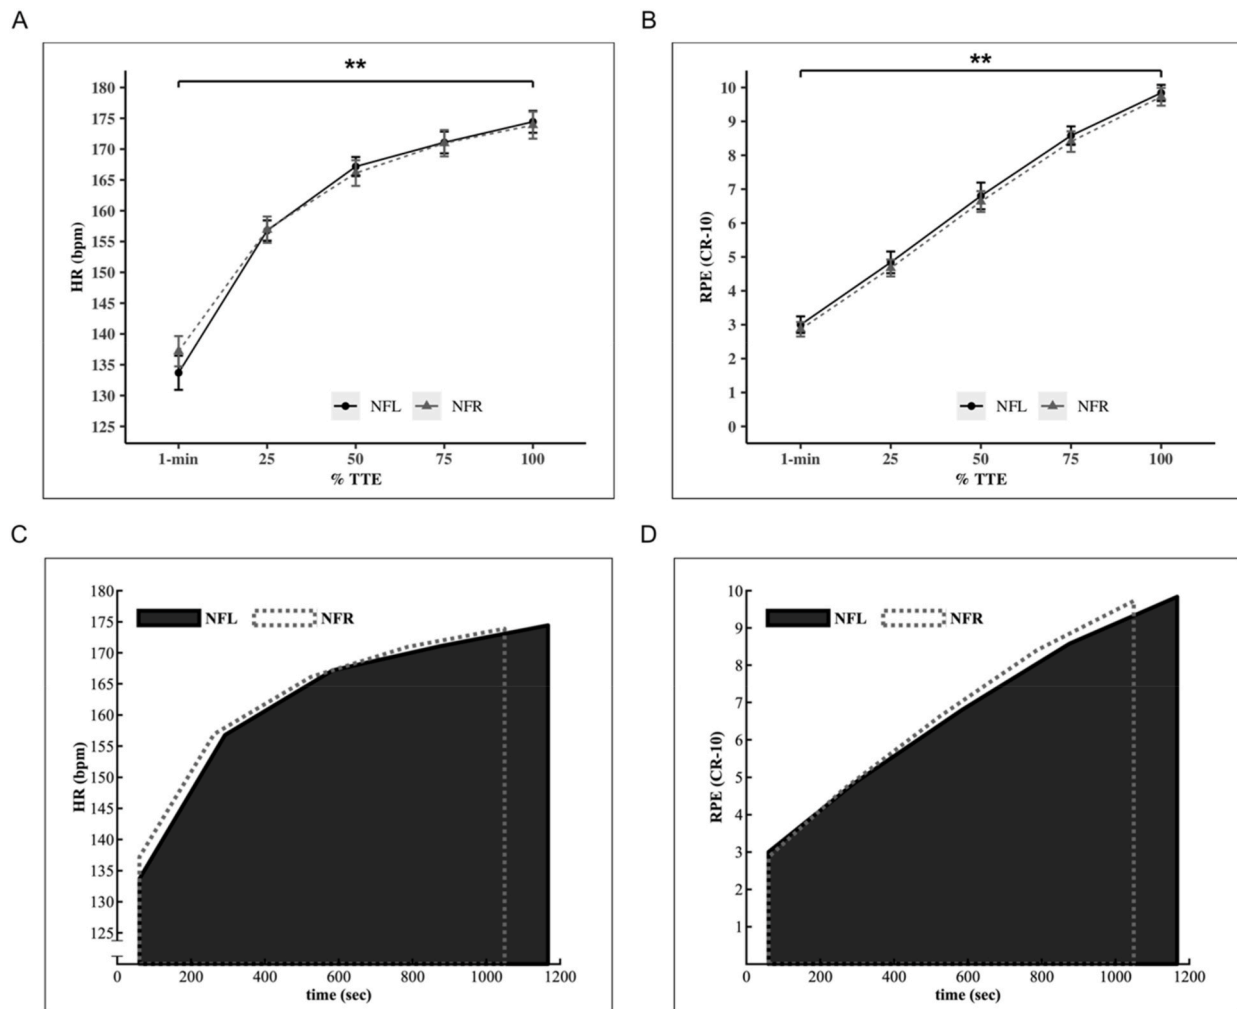 A
**
180
175
170
165
160
155
150
145
140
135
130
125
HR (bpm)
NFL NFR
1-min 25 50 75 100
% TTE
B
**
10
9
8
7
6
5
4
3
2
1
0
RPE (CR-10)
NFL NFR
1-min 25 50 75 100
% TTE
C
180
175
170
165
160
155
150
145
140
135
130
125
HR (bpm)
NFL NFR
0 200 400 600 800 1000 1200
time (sec)
D
10
9
8
7
6
5
4
3
2
1
RPE (CR-10)
NFL NFR
0 200 400 600 800 1000 1200
time (sec)